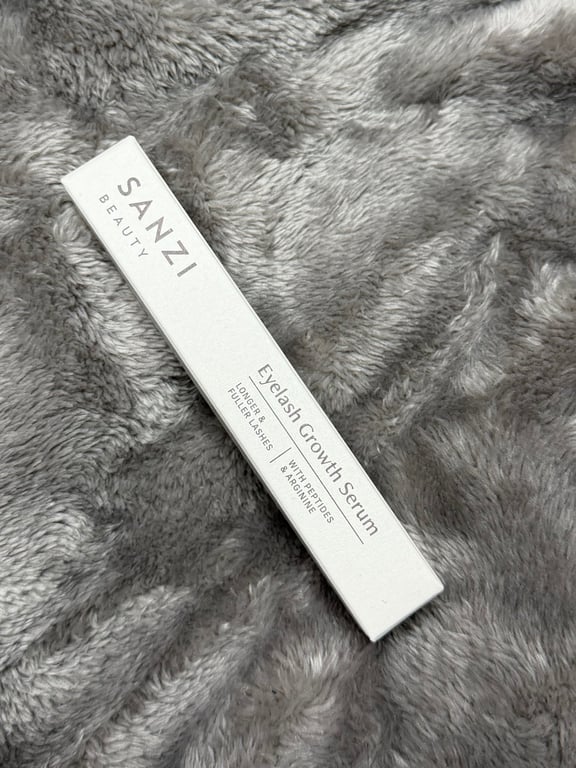 SANZI
BEAUTY
Eyelash Growth Serum
LONGER &
FULLER LASHES
WITH PEPTIDES
& ARGININE